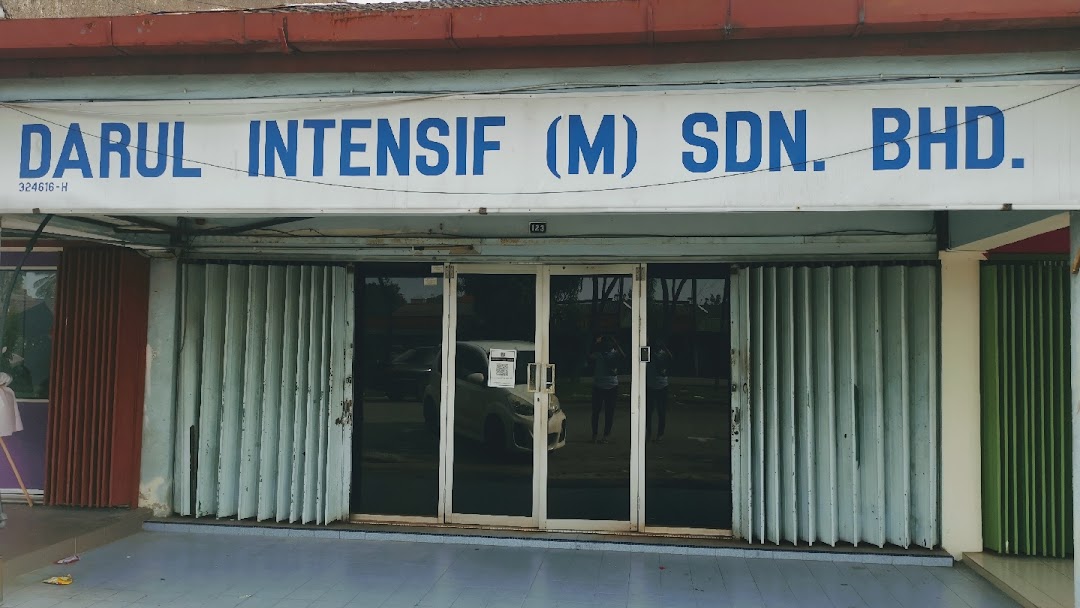 DARUL INTENSIF (M) SDN. BHD.
324616-H
123